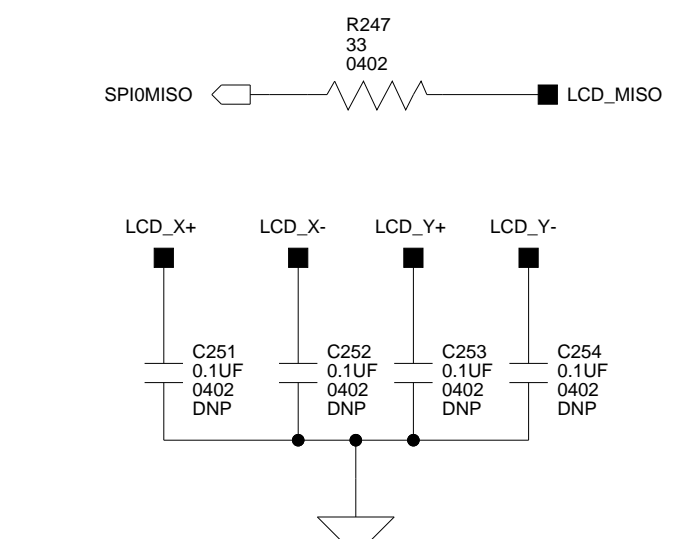 R247
33
0402
SPI0MISO
LCD_MISO
LCD_X+
LCD_X-
LCD_Y+
LCD_Y-
C251
0.1UF
0402
DNP
C252
0.1UF
0402
DNP
C253
0.1UF
0402
DNP
C254
0.1UF
0402
DNP